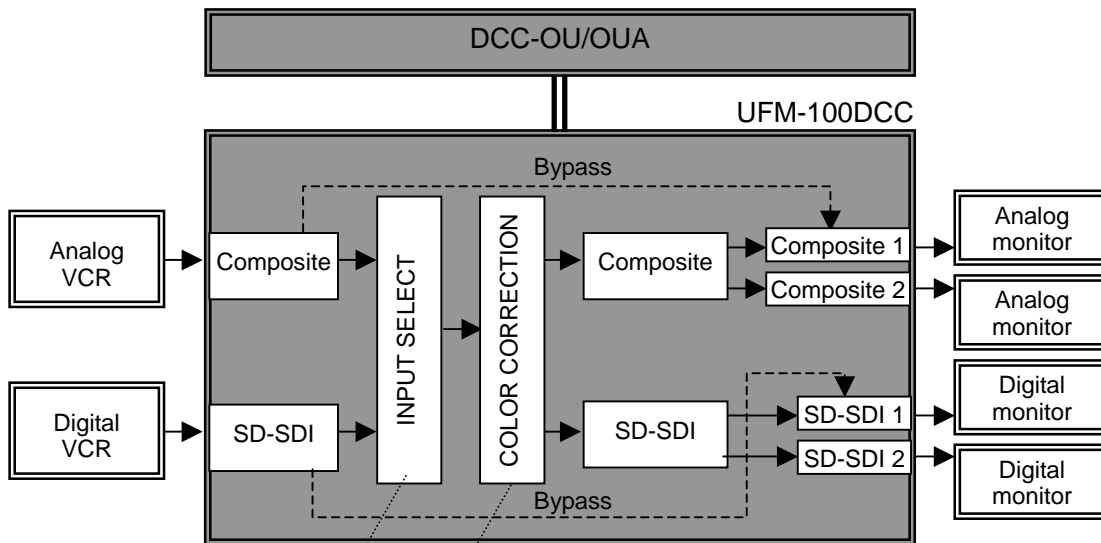 DCC-OU/OUA
UFM-100DCC
Bypass
Analog
VCR
Composite
INPUT SELECT
COLOR CORRECTION
Composite
Composite 1
Composite 2
Analog
monitor
Analog
monitor
Digital
VCR
SD-SDI
SD-SDI
SD-SDI 1
SD-SDI 2
Digital
monitor
Digital
monitor
Bypass